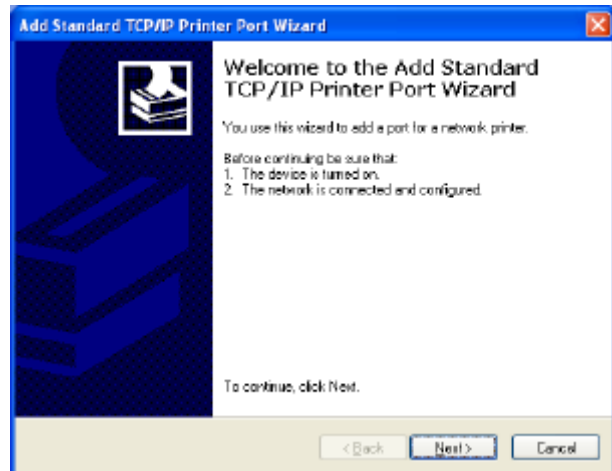 Add Standard TCP/IP Printer Port Wizard
Welcome to the Add Standard
TCP/IP Printer Port Wizard
You use this wizard to add a port for a network printer.
Before continuing be sure that:
1. The device is turned on.
2. The network is connected and configured.
To continue, click Next.
< Back
Next >
Cancel